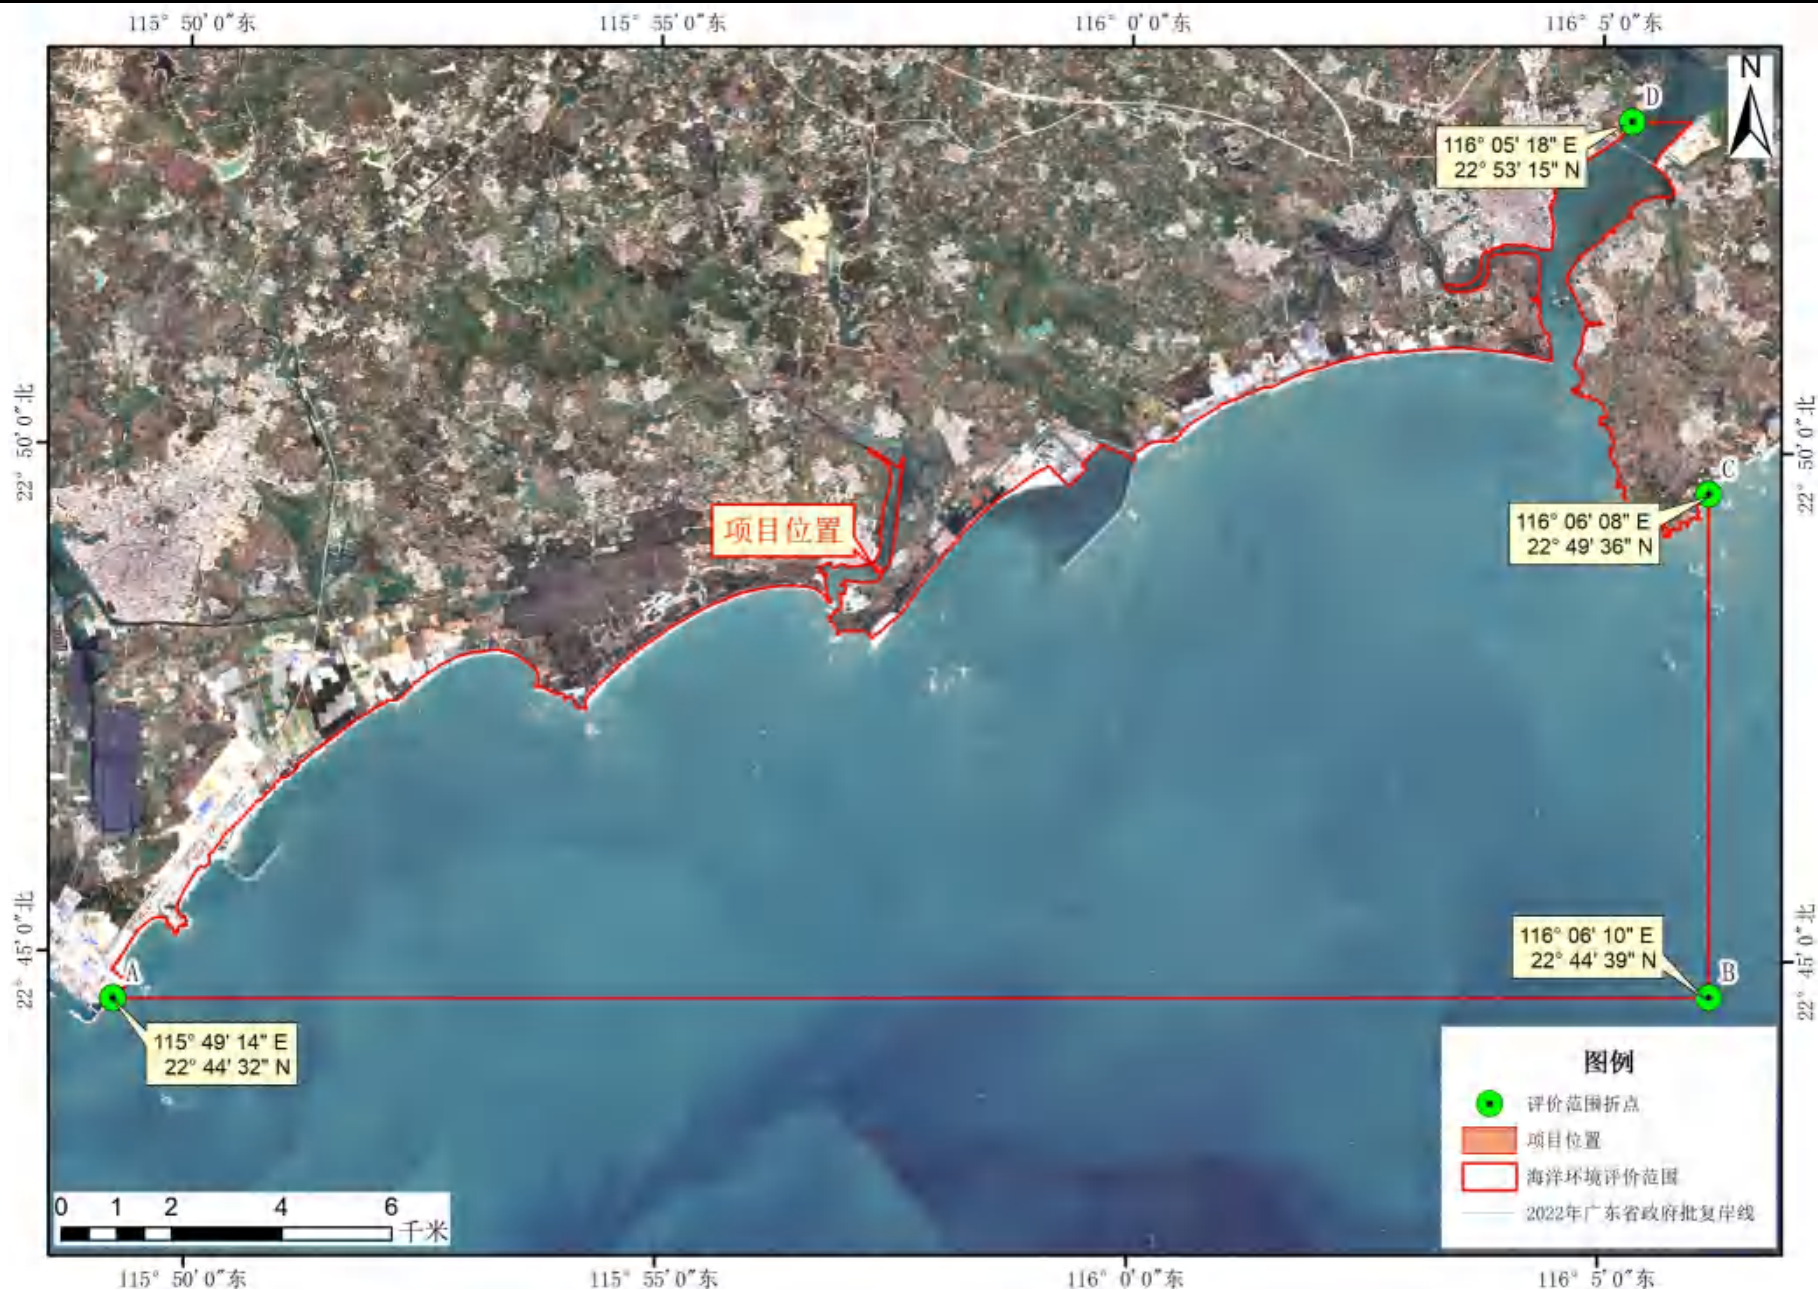 115° 50′ 0″东
115° 55′ 0″东
116° 0′ 0″东
116° 5′ 0″东
N
D
116° 05' 18" E
22° 53' 15" N
22° 50′ 0″北
22° 50′ 0″北
C
项目位置
116° 06' 08" E
22° 49' 36" N
22° 45′ 0″北
22° 45′ 0″北
116° 06' 10" E
22° 44' 39" N
A
B
115° 49' 14" E
22° 44' 32" N
图例
评价范围折点
项目位置
海洋环境评价范围
2022年广东省政府批复岸线
0 1 2 4 6
千米
115° 50′ 0″东
115° 55′ 0″东
116° 0′ 0″东
116° 5′ 0″东